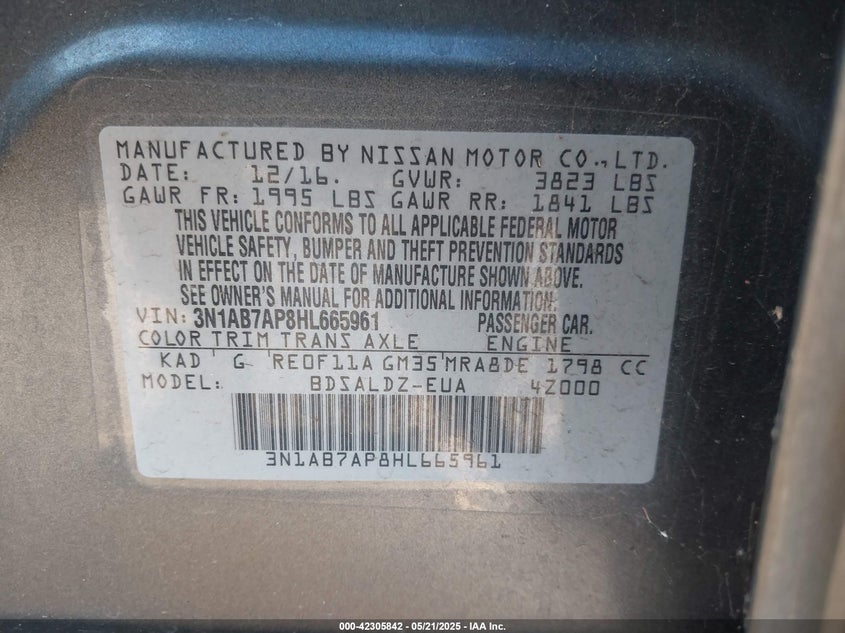 MANUFACTURED BY NISSAN MOTOR CO.,LTD.
DATE: 12/16. GVWR: 3823 LBS
GAWR FR: 1995 LBS GAWR RR: 1841 LBS
THIS VEHICLE CONFORMS TO ALL APPLICABLE FEDERAL MOTOR
VEHICLE SAFETY, BUMPER AND THEFT PREVENTION STANDARDS
IN EFFECT ON THE DATE OF MANUFACTURE SHOWN ABOVE.
SEE OWNER'S MANUAL FOR ADDITIONAL INFORMATION.
VIN: 3N1AB7AP8HL665961 PASSENGER CAR.
COLOR TRIM TRANS AXLE ENGINE
KAD G RE0F11A GM35 MRA8DE 1798 CC
MODEL: BDSALDZ-EUA 4Z000
3N1AB7AP8HL665961
000-42305842 — 05/21/2025 — IAA Inc.